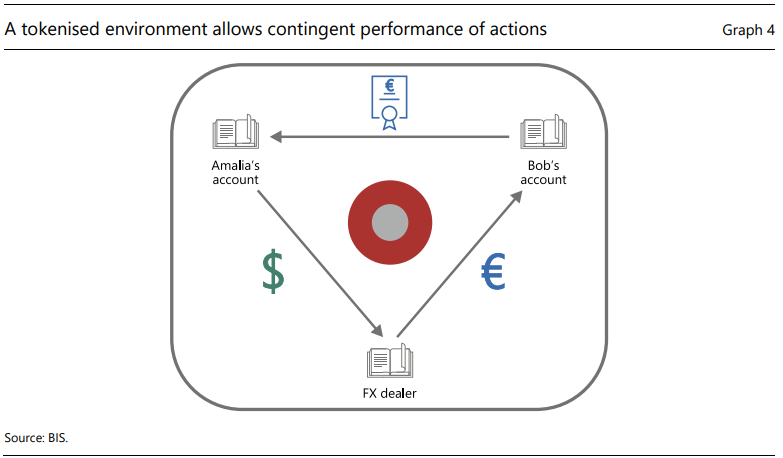 A tokenised environment allows contingent performance of actions
Graph 4
€
Amalia's
account
Bob's
account
$
€
FX dealer
Source: BIS.